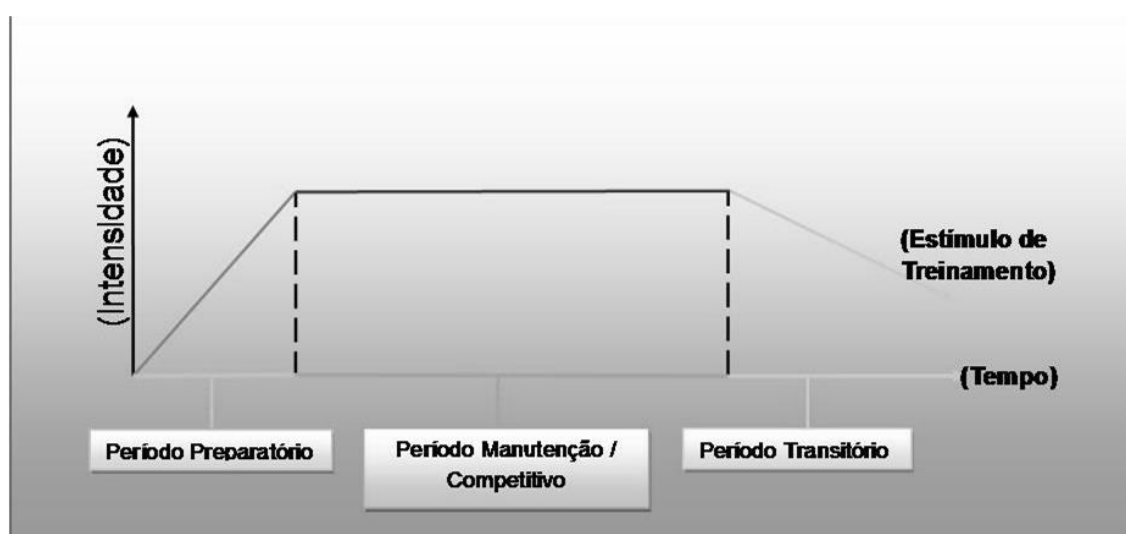 (Intensidade)
(Estímulo de
Treinamento)
(Tempo)
Período Preparatório
Período Manutenção /
Competitivo
Período Transitório